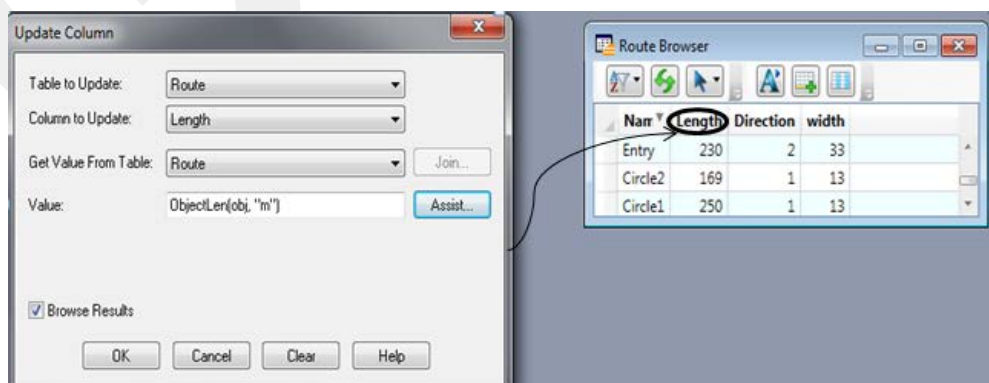 Update Column
Table to Update: Route
Column to Update: Length
Get Value From Table: Route Join...
Value: ObjectLen(obj, "m") Assist...
Browse Results
OK Cancel Clear Help
Route Browser
Nam Length Direction width
Entry 230 2 33
Circle2 169 1 13
Circle1 250 1 13